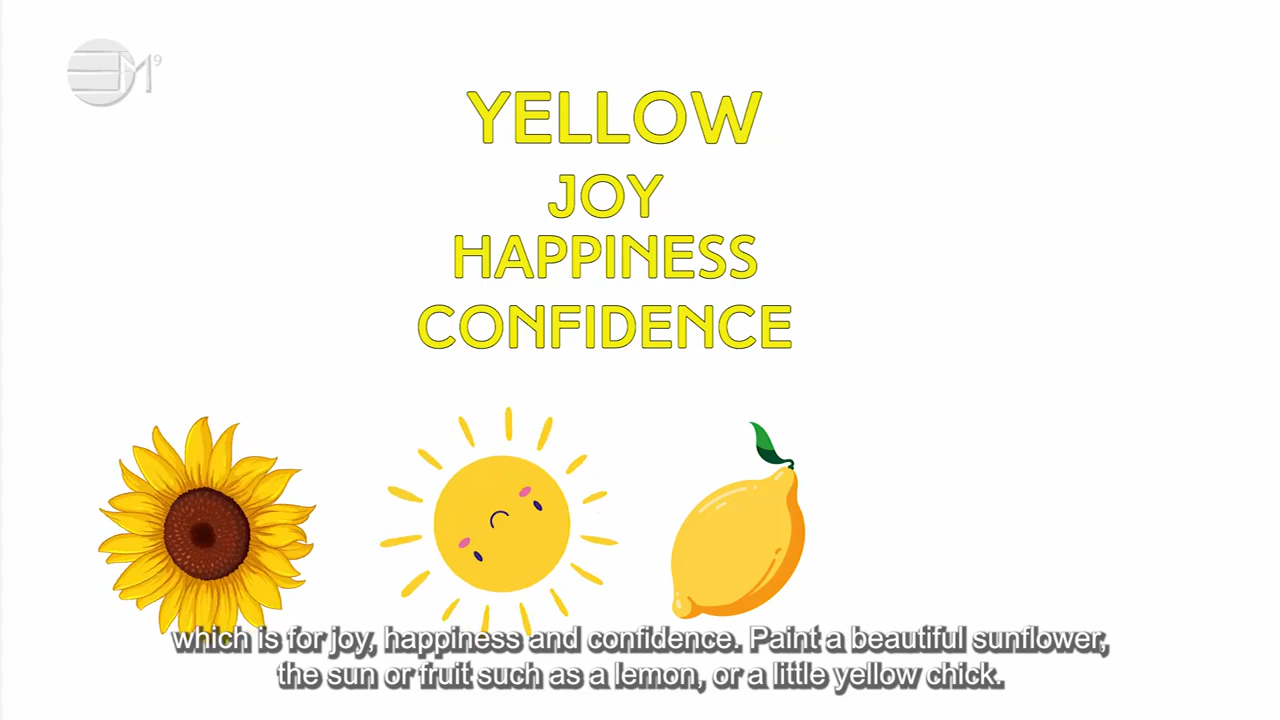 EM9
YELLOW
JOY
HAPPINESS
CONFIDENCE
which is for joy, happiness and confidence. Paint a beautiful sunflower,
the sun or fruit such as a lemon, or a little yellow chick.